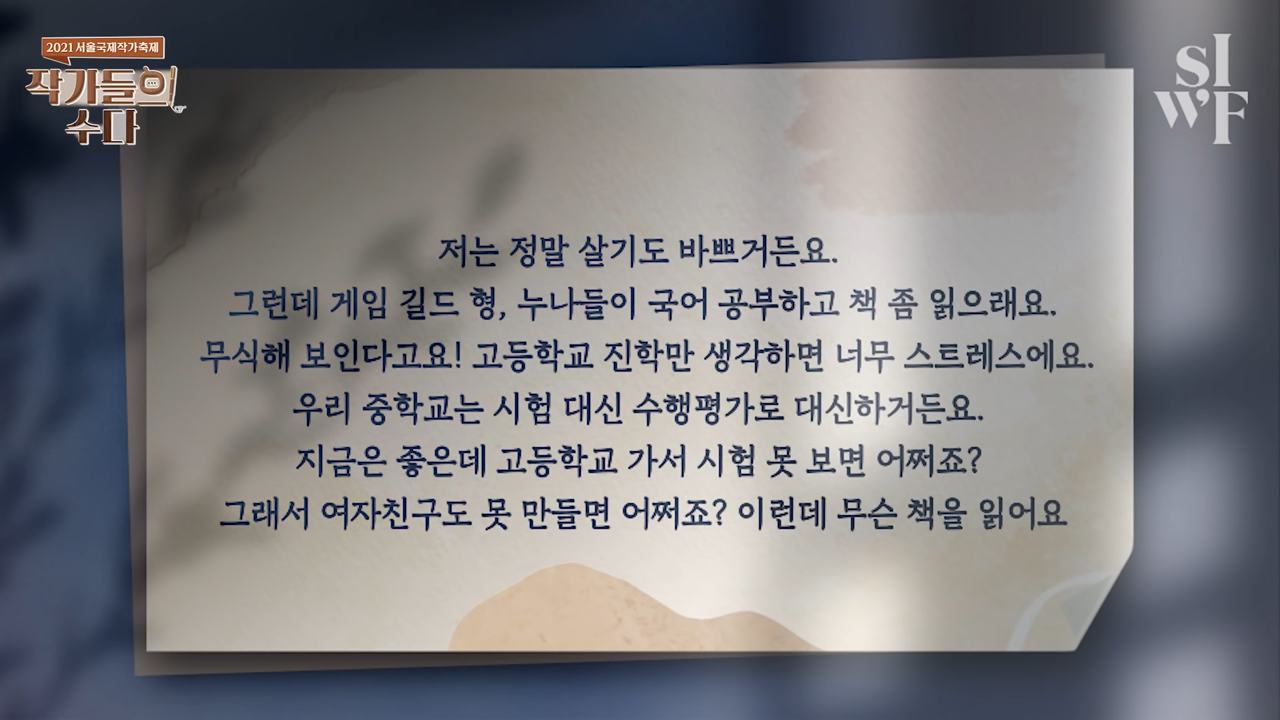 2021 서울국제작가축제
작가들의
수다
SI
W'F
저는 정말 살기도 바쁘거든요.
그런데 게임 길드 형, 누나들이 국어 공부하고 책 좀 읽으래요.
무식해 보인다고요! 고등학교 진학만 생각하면 너무 스트레스에요.
우리 중학교는 시험 대신 수행평가로 대신하거든요.
지금은 좋은데 고등학교 가서 시험 못 보면 어쩌죠?
그래서 여자친구도 못 만들면 어쩌죠? 이런데 무슨 책을 읽어요